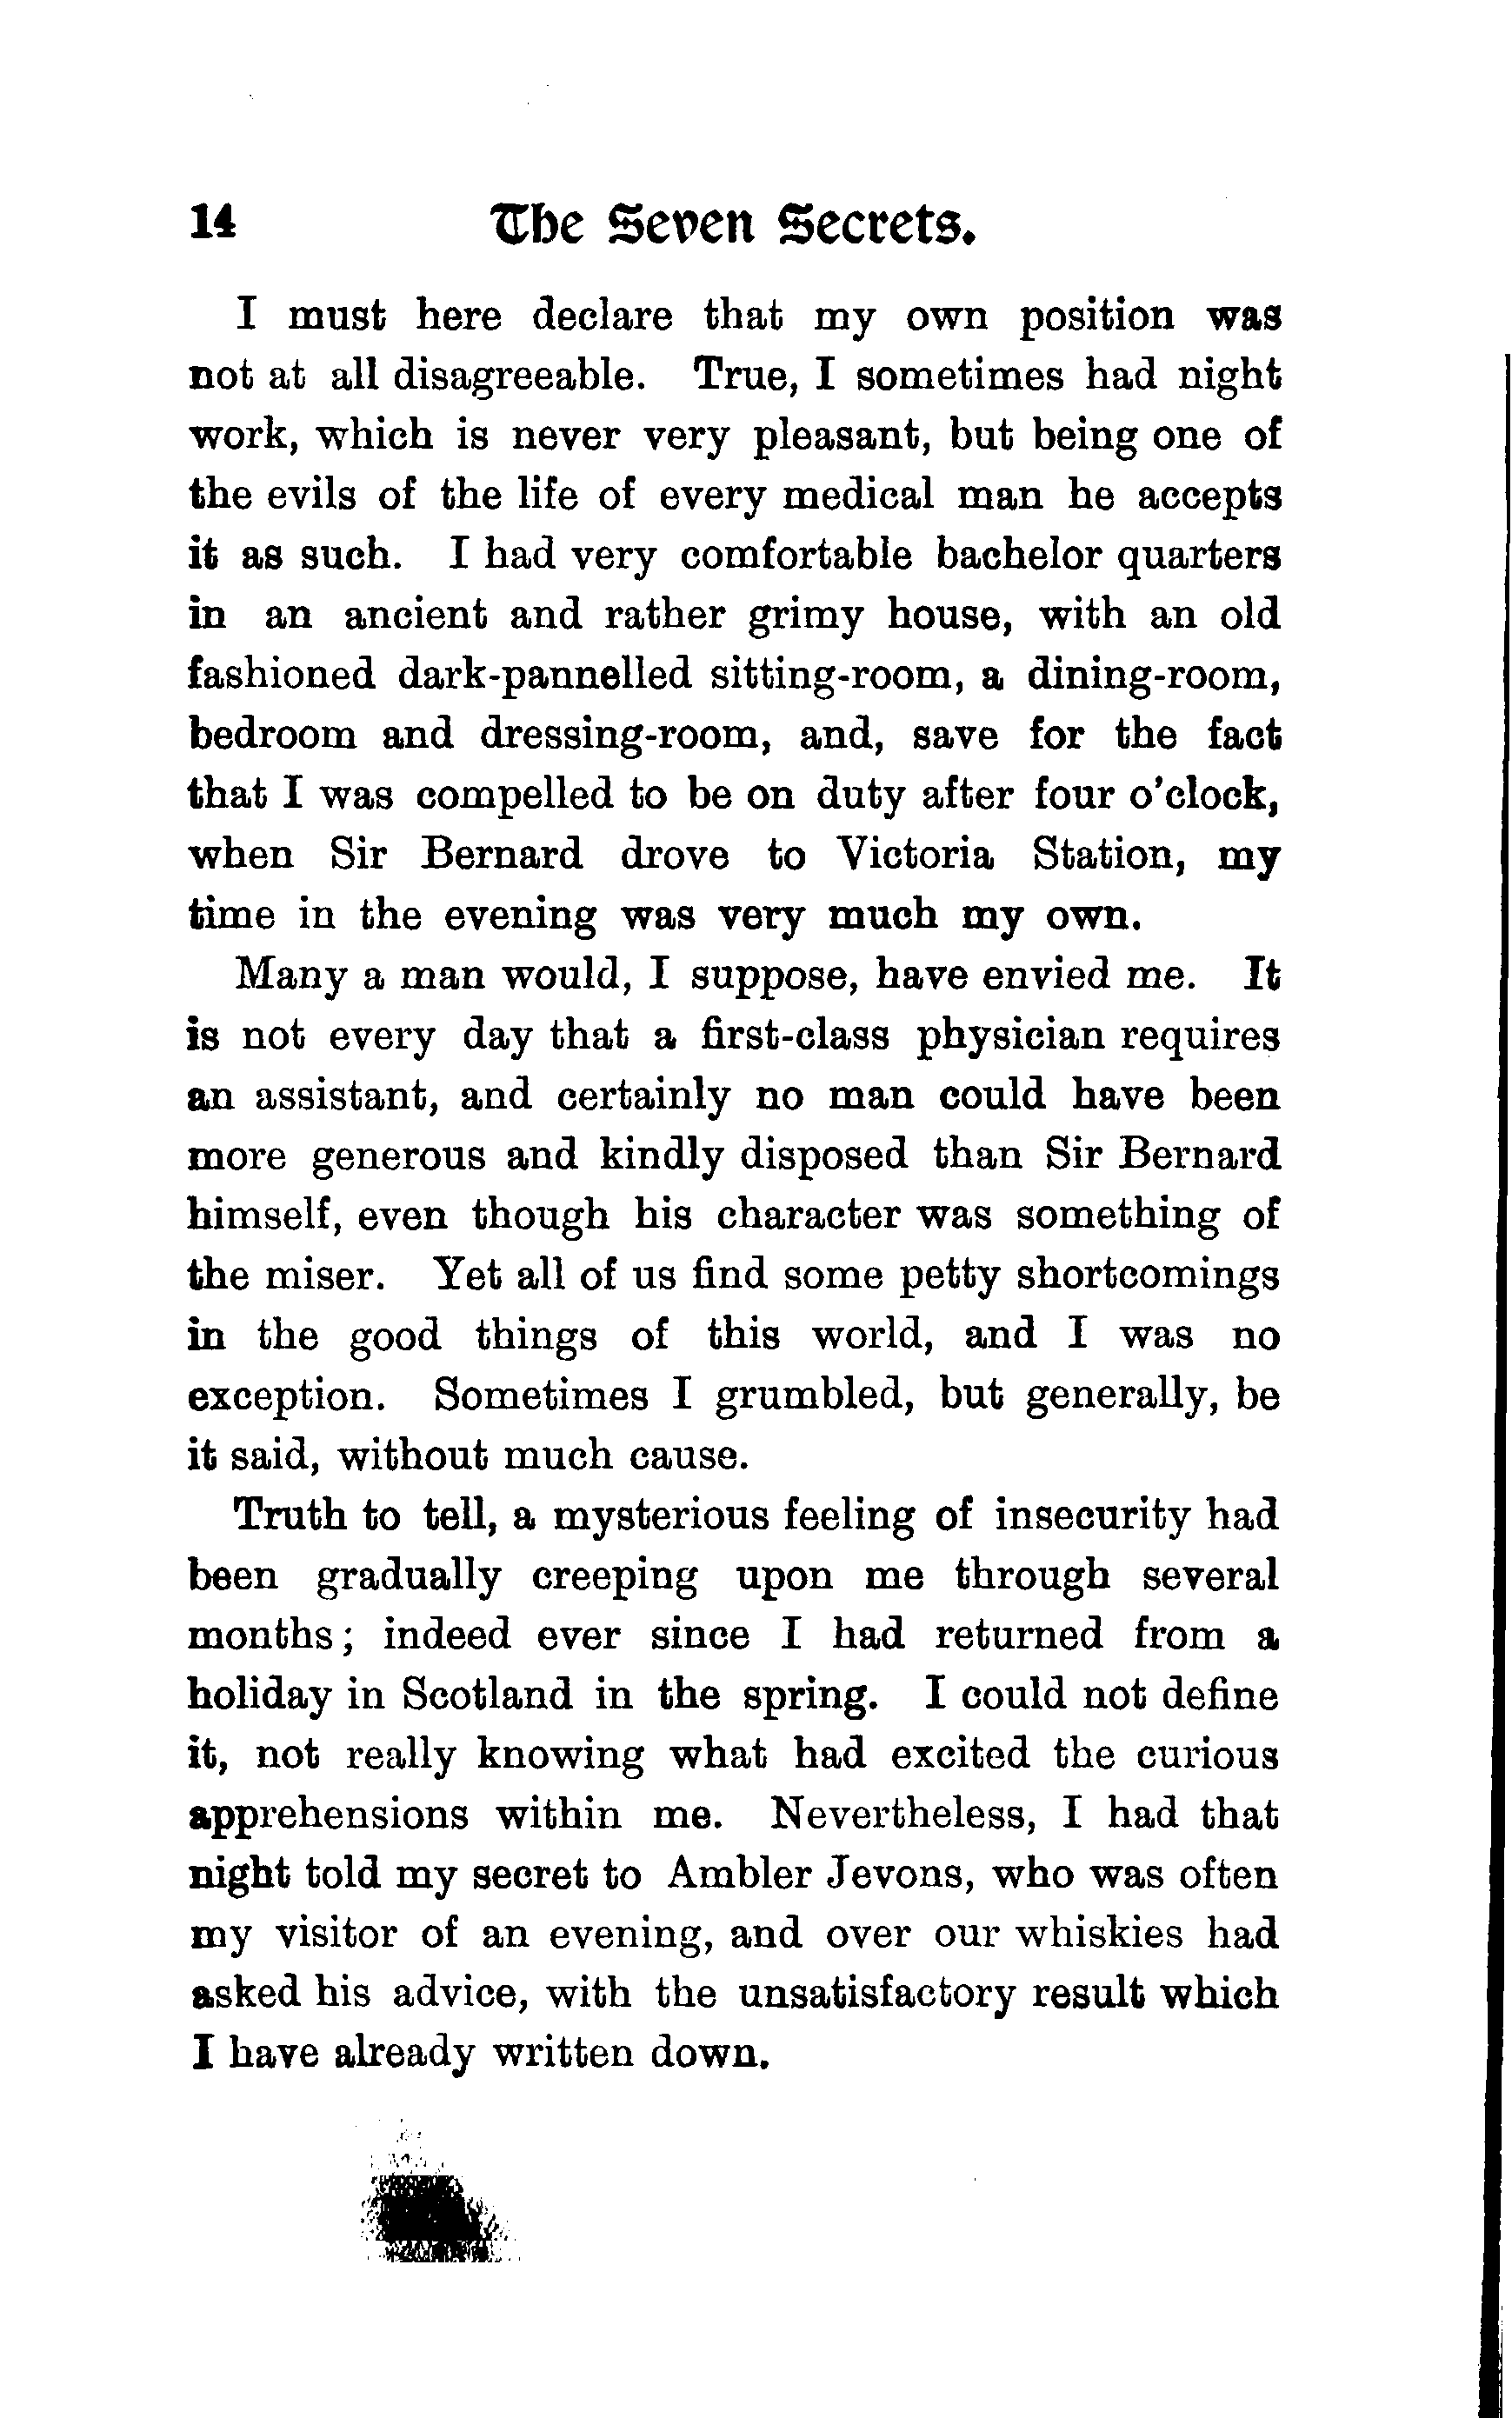 14 The Seven Secrets.
I must here declare that my own position was
not at all disagreeable. True, I sometimes had night
work, which is never very pleasant, but being one of
the evils of the life of every medical man he accepts
it as such. I had very comfortable bachelor quarters
in an ancient and rather grimy house, with an old
fashioned dark-pannelled sitting-room, a dining-room,
bedroom and dressing-room, and, save for the fact
that I was compelled to be on duty after four o'clock,
when Sir Bernard drove to Victoria Station, my
time in the evening was very much my own.
Many a man would, I suppose, have envied me. It
is not every day that a first-class physician requires
an assistant, and certainly no man could have been
more generous and kindly disposed than Sir Bernard
himself, even though his character was something of
the miser. Yet all of us find some petty shortcomings
in the good things of this world, and I was no
exception. Sometimes I grumbled, but generally, be
it said, without much cause.
Truth to tell, a mysterious feeling of insecurity had
been gradually creeping upon me through several
months; indeed ever since I had returned from a
holiday in Scotland in the spring. I could not define
it, not really knowing what had excited the curious
apprehensions within me. Nevertheless, I had that
night told my secret to Ambler Jevons, who was often
my visitor of an evening, and over our whiskies had
asked his advice, with the unsatisfactory result which
I have already written down.